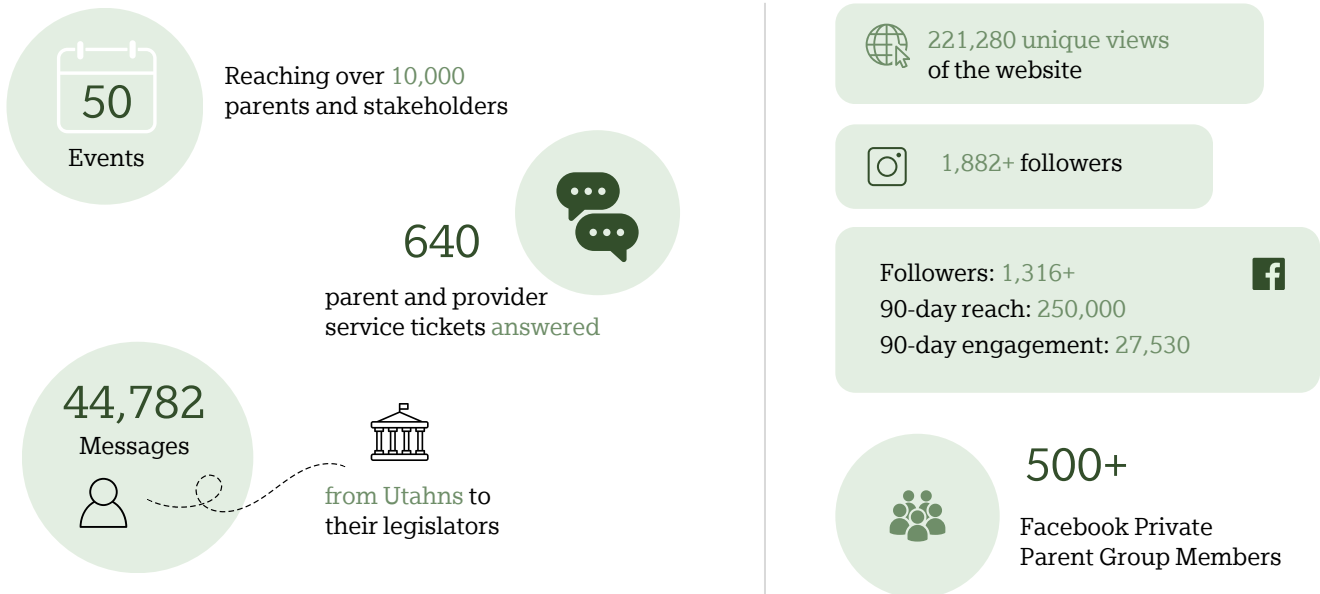 50
Events
Reaching over 10,000
parents and stakeholders
640
parent and provider
service tickets answered
44,782
Messages
from Utahns to
their legislators
221,280 unique views
of the website
1,882+ followers
Followers: 1,316+
90-day reach: 250,000
90-day engagement: 27,530
500+
Facebook Private
Parent Group Members